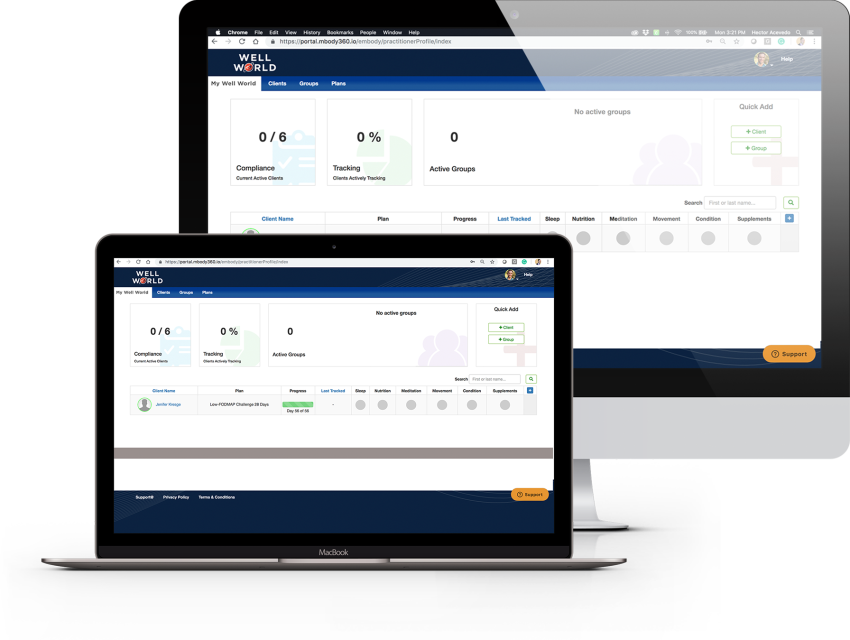 Chrome File Edit View History Bookmarks People Window Help
100% Mon 3:21 PM Hector Acevedo
https://portal.mbody360.io/embody/practitionerProfile/index
WELL
WORLD
Help
My Well World Clients Groups Plans
0 / 6
Compliance
Current Active Clients
0 %
Tracking
Clients Actively Tracking
0
Active Groups
No active groups
Quick Add
+ Client
+ Group
Search First or last name...
Client Name Plan Progress Last Tracked Sleep Nutrition Meditation Movement Condition Supplements +
Support
https://portal.mbody360.io/embody/practitionerProfile/index
WELL
WORLD
Help
My Well World Clients Groups Plans
0 / 6
Compliance
Current Active Clients
0 %
Tracking
Clients Actively Tracking
0
Active Groups
No active groups
Quick Add
+ Client
+ Group
Search First or last name...
Client Name Plan Progress Last Tracked Sleep Nutrition Meditation Movement Condition Supplements +
Low-FODMAP Challenge 28 Days
-
Support
Privacy Policy Terms & Conditions
MacBook